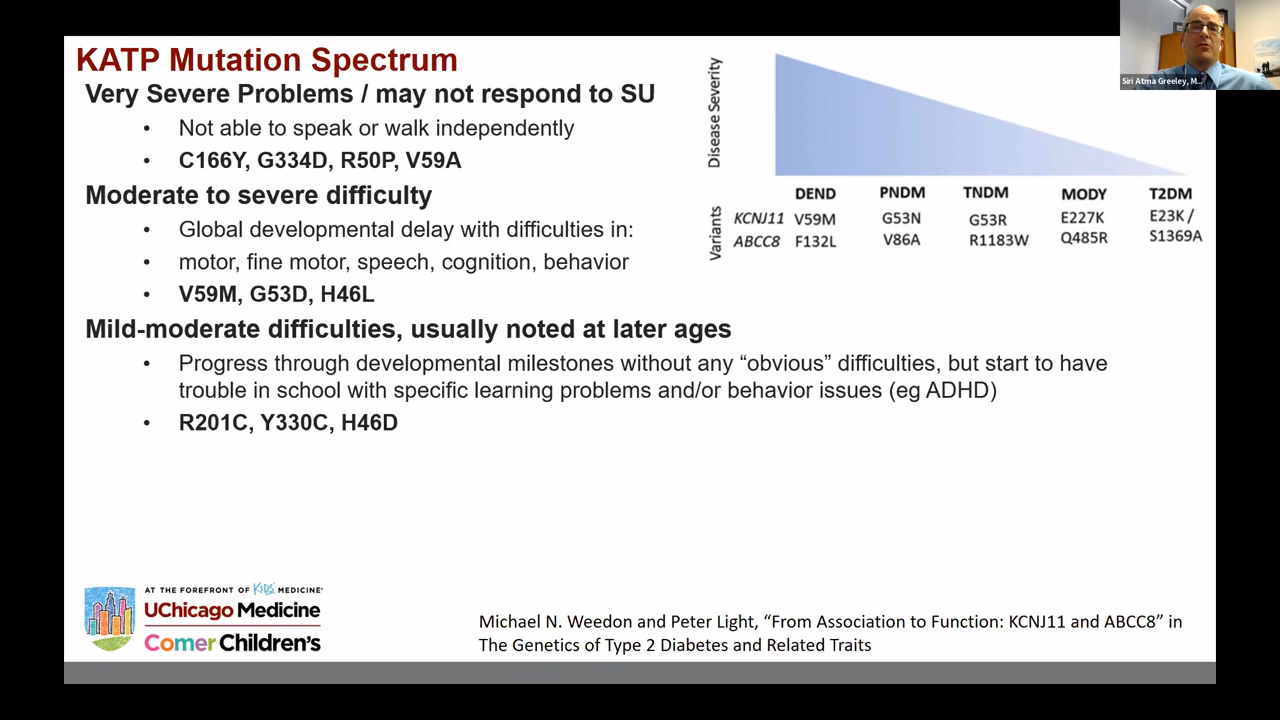 KATP Mutation Spectrum
Very Severe Problems / may not respond to SU
• Not able to speak or walk independently
• C166Y, G334D, R50P, V59A
Moderate to severe difficulty
• Global developmental delay with difficulties in:
• motor, fine motor, speech, cognition, behavior
• V59M, G53D, H46L
Mild-moderate difficulties, usually noted at later ages
• Progress through developmental milestones without any “obvious” difficulties, but start to have
trouble in school with specific learning problems and/or behavior issues (eg ADHD)
• R201C, Y330C, H46D
Disease Severity
DEND PNDM TNDM MODY T2DM
Variants
KCNJ11 V59M G53N G53R E227K E23K /
ABCC8 F132L V86A R1183W Q485R S1369A
Siri Atma Greeley, M...
AT THE FOREFRONT OF KIDS MEDICINE®
UChicago Medicine
Comer Children's
Michael N. Weedon and Peter Light, “From Association to Function: KCNJ11 and ABCC8” in
The Genetics of Type 2 Diabetes and Related Traits